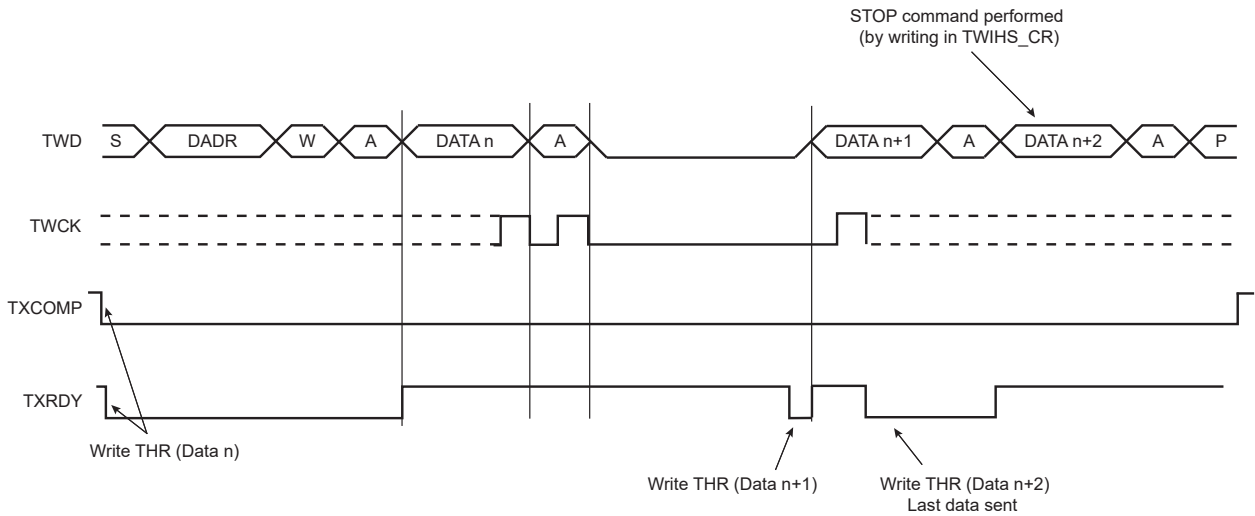 STOP command performed
(by writing in TWIHS_CR)
TWD S DADR W A DATA n A DATA n+1 A DATA n+2 A P
TWCK
TXCOMP
TXRDY
Write THR (Data n)
Write THR (Data n+1)
Write THR (Data n+2)
Last data sent